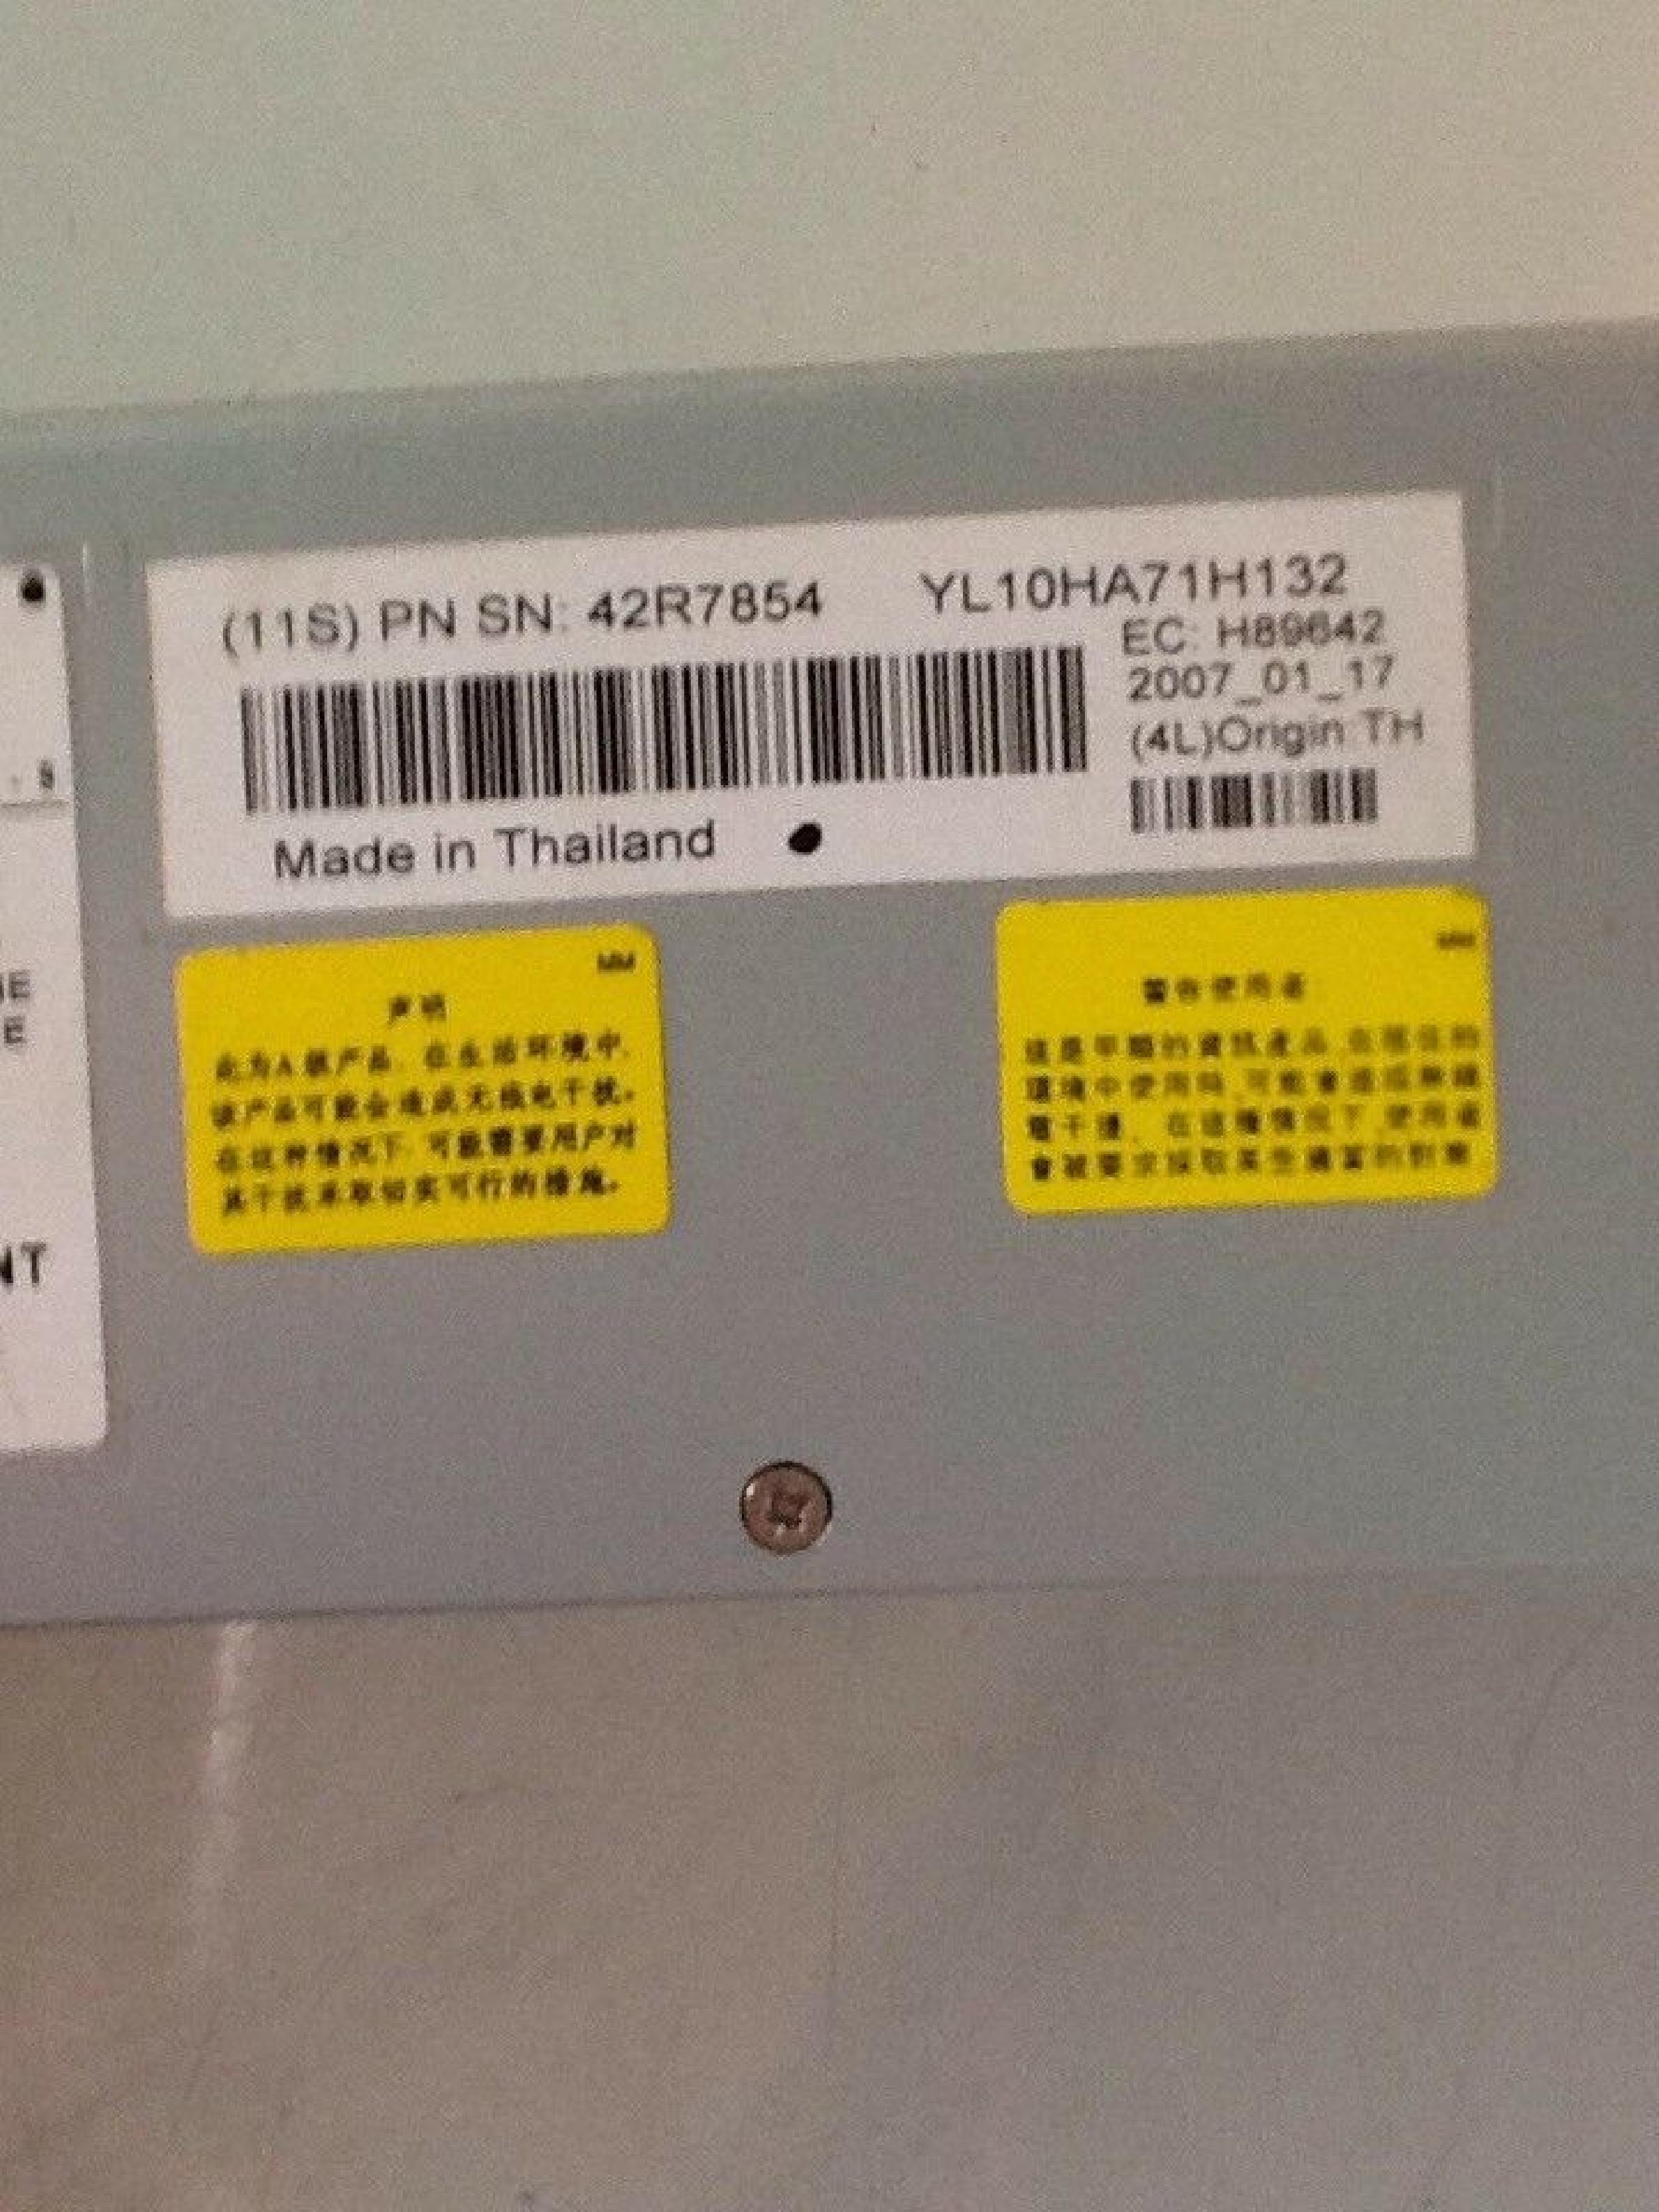 (11S) PN SN: 42R7854 YL10HA71H132
EC: H89642
2007_01_17
(4L)Origin TH
Made in Thailand
MM
声明
此为A级产品,在生活环境中,
该产品可能会造成无线电干扰。
在这种情况下,可能需要用户对
其干扰采取切实可行的措施。
MM
警告使用者
這是甲類的資訊產品,在居住的
環境中使用時,可能會造成無線
電干擾,在這種情況下,使用者
會被要求採取某些適當的對策
E
NT